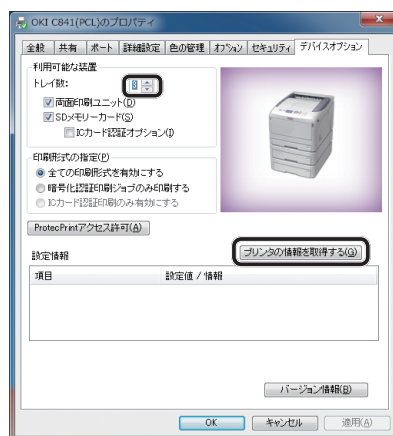 OKI C841(PCL)のプロパティ
全般 共有 ポート 詳細設定 色の管理 オプション セキュリティ デバイスオプション
利用可能な装置
トレイ数:
両面印刷ユニット(D)
SDメモリーカード(S)
ICカード認証オプション(I)
印刷形式の指定(P)
全ての印刷形式を有効にする
暗号化認証印刷ジョブのみ印刷する
ICカード認証印刷のみ有効にする
ProtecPrintアクセス許可(A)
プリンタの情報を取得する(G)
設定情報
項目 設定値 / 情報
バージョン情報(B)
OK キャンセル 適用(A)